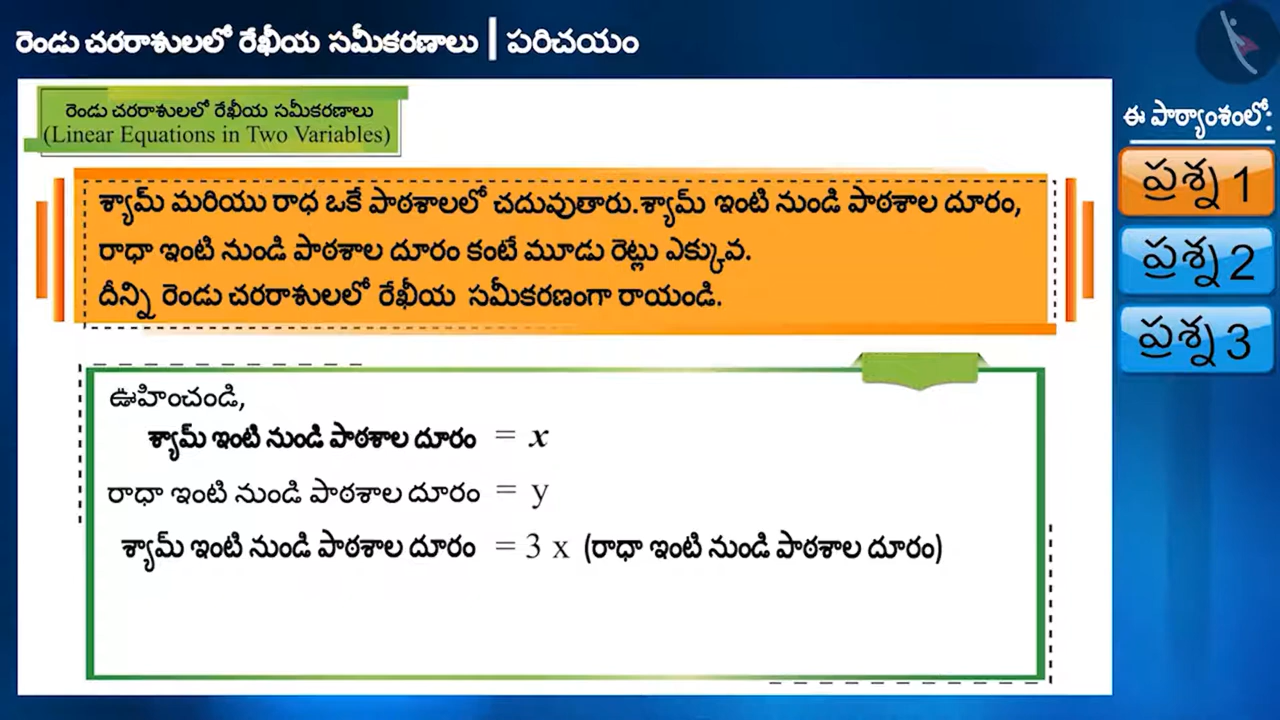 రెండు చరరాశులలో రేఖీయ సమీకరణాలు | పరిచయం
రెండు చరరాశులలో రేఖీయ సమీకరణాలు
(Linear Equations in Two Variables)
శ్యామ్ మరియు రాధ ఒకే పాఠశాలలో చదువుతారు.శ్యామ్ ఇంటి నుండి పాఠశాల దూరం,
రాధా ఇంటి నుండి పాఠశాల దూరం కంటే మూడు రెట్లు ఎక్కువ.
దీన్ని రెండు చరరాశులలో రేఖీయ సమీకరణంగా రాయండి.
ఊహించండి,
శ్యామ్ ఇంటి నుండి పాఠశాల దూరం = x
రాధా ఇంటి నుండి పాఠశాల దూరం = y
శ్యామ్ ఇంటి నుండి పాఠశాల దూరం = 3 x (రాధా ఇంటి నుండి పాఠశాల దూరం)
ఈ పాఠ్యాంశంలో:
ప్రశ్న 1
ప్రశ్న 2
ప్రశ్న 3